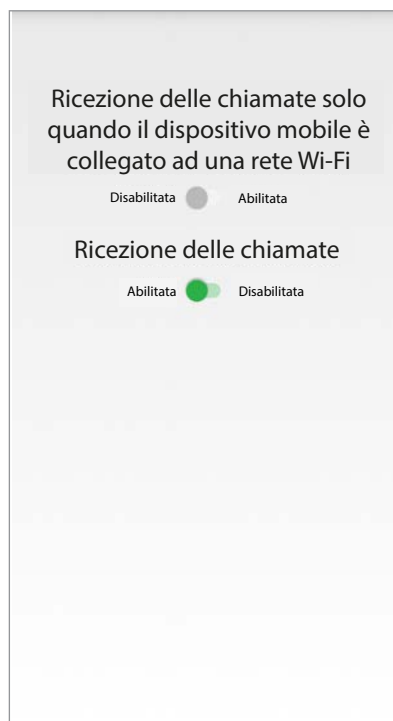 Ricezione delle chiamate solo
quando il dispositivo mobile è
collegato ad una rete Wi-Fi
Disabilitata Abilitata
Ricezione delle chiamate
Abilitata Disabilitata